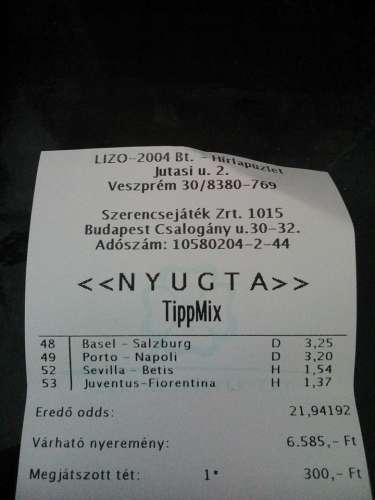 LIZO-2004 Bt. - Hírlapüzlet
Jutasi u. 2.
Veszprém 30/8380-769
Szerencsejáték Zrt. 1015
Budapest Csalogány u.30-32.
Adószám: 10580204-2-44
<<NYUGTA>>
TippMix
48 Basel - Salzburg D 3,25
49 Porto - Napoli D 3,20
52 Sevilla - Betis H 1,54
53 Juventus-Fiorentina H 1,37
Eredő odds: 21,94192
Várható nyeremény: 6.585,- Ft
Megjátszott tét: 1* 300,- Ft